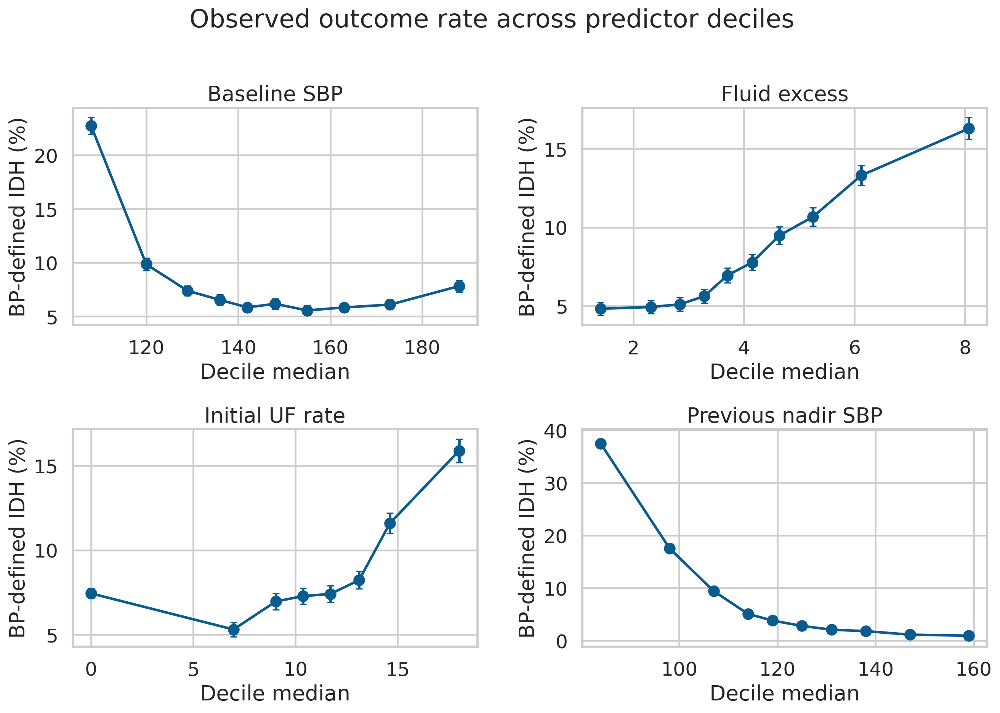 Observed outcome rate across predictor deciles
Baseline SBP
BP-defined IDH (%)
20
15
10
5
120 140 160 180
Decile median
Fluid excess
BP-defined IDH (%)
15
10
5
2 4 6 8
Decile median
Initial UF rate
BP-defined IDH (%)
15
10
5
0 5 10 15
Decile median
Previous nadir SBP
BP-defined IDH (%)
40
30
20
10
0
100 120 140 160
Decile median